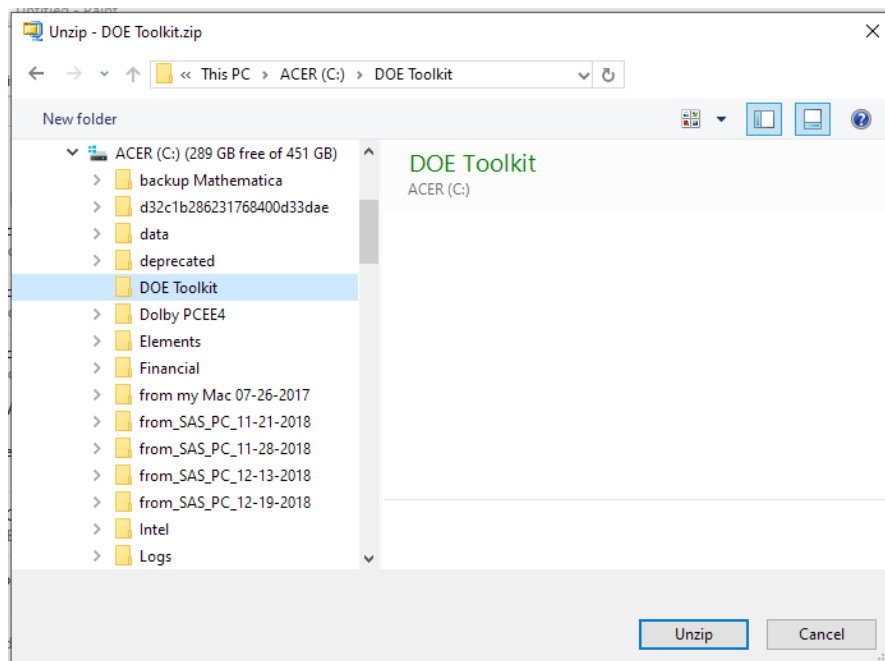 Untitled - Paint
Unzip - DOE Toolkit.zip
« This PC > ACER (C:) > DOE Toolkit
New folder
ACER (C:) (289 GB free of 451 GB)
backup Mathematica
d32c1b286231768400d33dae
data
deprecated
DOE Toolkit
Dolby PCEE4
Elements
Financial
from my Mac 07-26-2017
from_SAS_PC_11-21-2018
from_SAS_PC_11-28-2018
from_SAS_PC_12-13-2018
from_SAS_PC_12-19-2018
Intel
Logs
DOE Toolkit
ACER (C:)
Unzip
Cancel